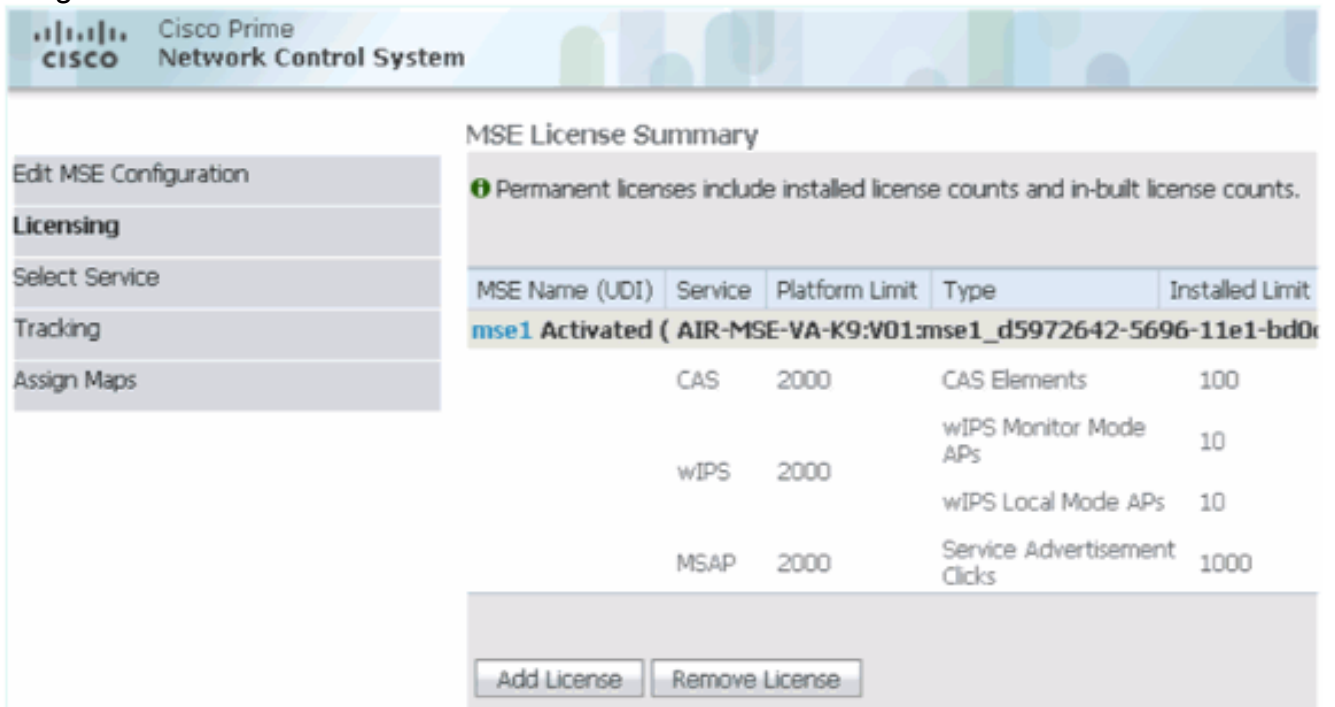 cisco Cisco Prime
Network Control System
Edit MSE Configuration
Licensing
Select Service
Tracking
Assign Maps
MSE License Summary
Permanent licenses include installed license counts and in-built license counts.
MSE Name (UDI) Service Platform Limit Type Installed Limit
mse1 Activated ( AIR-MSE-VA-K9:V01:mse1_d5972642-5696-11e1-bd0
CAS 2000 CAS Elements 100
wIPS 2000 wIPS Monitor Mode APs 10
wIPS Local Mode APs 10
MSAP 2000 Service Advertisement Clicks 1000
Add License Remove License